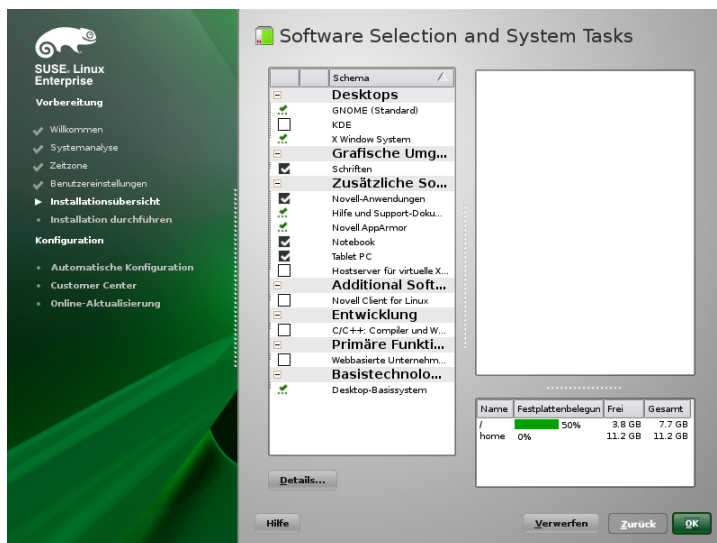 SUSE. Linux
Enterprise
Vorbereitung
Willkommen
Systemanalyse
Zeitzone
Benutzereinstellungen
Installationsübersicht
Installation durchführen
Konfiguration
Automatische Konfiguration
Customer Center
Online-Aktualisierung
Software Selection and System Tasks
Schema
Desktops
GNOME (Standard)
KDE
X Window System
Grafische Umg...
Schriften
Zusätzliche So...
Novell-Anwendungen
Hilfe und Support-Doku...
Novell AppArmor
Notebook
Tablet PC
Hostserver für virtuelle X...
Additional Soft...
Novell Client for Linux
Entwicklung
C/C++: Compiler und W...
Primäre Funkti...
Webbasierte Unternehm...
Basistechnolo...
Desktop-Basissystem
Details...
Name Festplattenbelegun Frei Gesamt
/ 50% 3.8 GB 7.7 GB
home 0% 11.2 GB 11.2 GB
Hilfe
Verwerfen
Zurück
OK